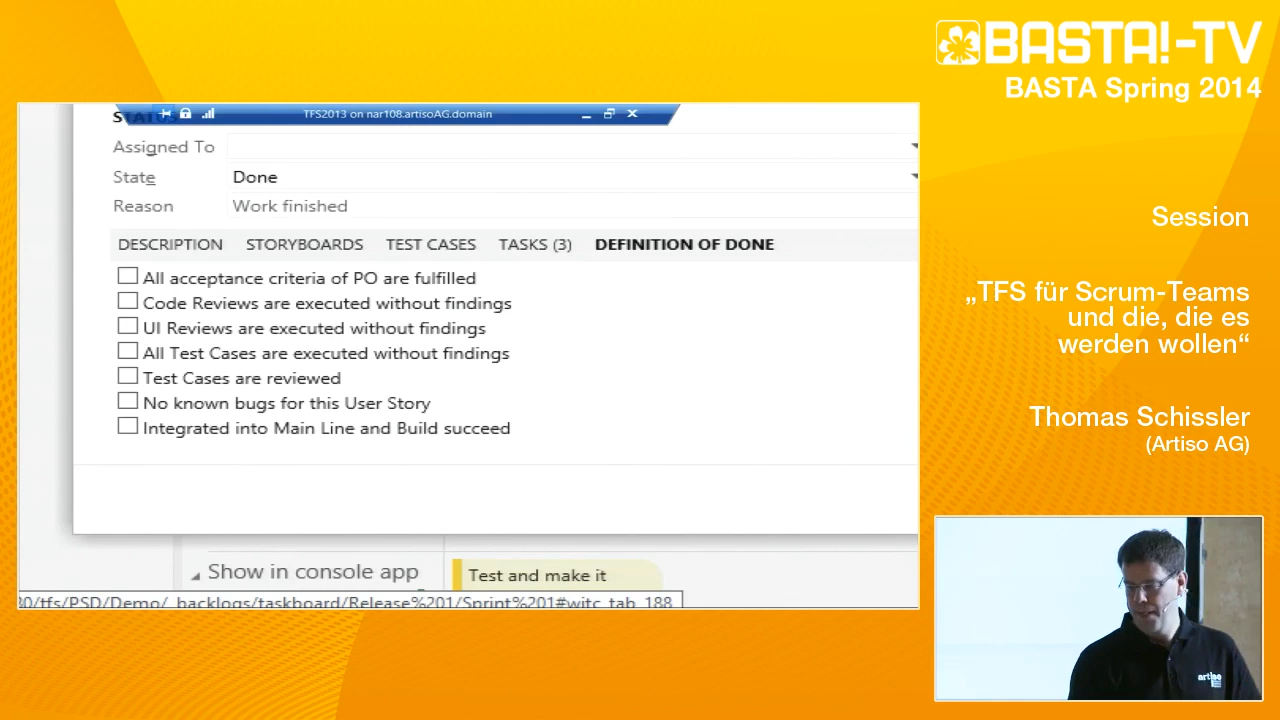 BASTA!-TV
BASTA Spring 2014
STATUS
TFS2013 on nar108.artisoAG.domain
Assigned To
State Done
Reason Work finished
DESCRIPTION STORYBOARDS TEST CASES TASKS (3) DEFINITION OF DONE
All acceptance criteria of PO are fulfilled
Code Reviews are executed without findings
UI Reviews are executed without findings
All Test Cases are executed without findings
Test Cases are reviewed
No known bugs for this User Story
Integrated into Main Line and Build succeed
Show in console app
Test and make it
0/tfs/PSD/Demo/_backlogs/taskboard/Release%201/Sprint%201#witc_tab_188
Session
„TFS für Scrum-Teams
und die, die es
werden wollen“
Thomas Schissler
(Artiso AG)
artiso